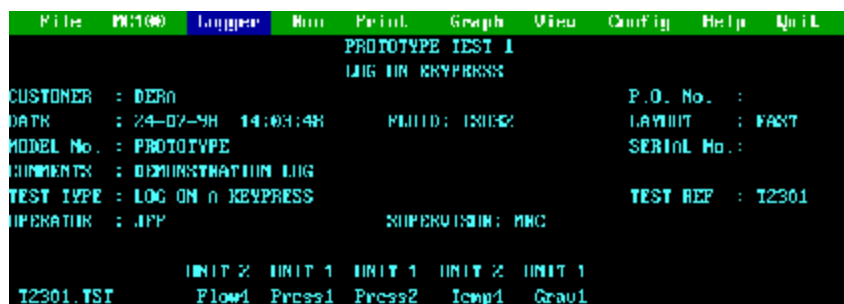 File MC100 Logger Run Print Graph View Config Help Quit
PROTOTYPE TEST 1
LOG ON KEYPRESS
CUSTOMER : DERA P.O. No. :
DATE : 24-07-98 14:03:48 FLUID: ISO32 LAYOUT : FAST
MODEL No. : PROTOTYPE SERIAL No.:
COMMENTS : DEMONSTRATION LOG
TEST TYPE : LOG ON A KEYPRESS TEST REF : T2301
OPERATOR : JFP SUPERVISOR: MHC
UNIT 2 UNIT 1 UNIT 1 UNIT 2 UNIT 1
T2301.TST Flow1 Press1 Press2 Temp1 Grav1